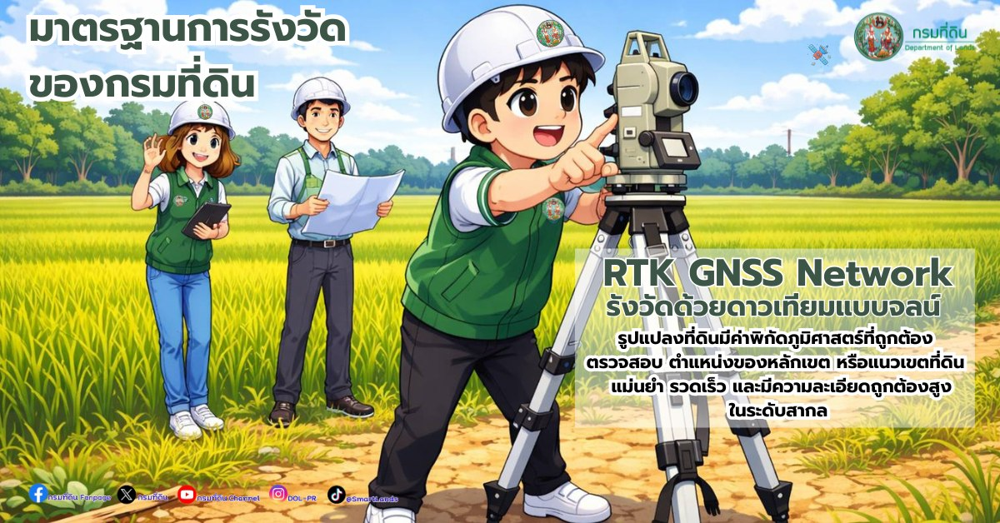 มาตรฐานการรังวัด
ของกรมที่ดิน
กรมที่ดิน
Department of Lands
RTK GNSS Network
รังวัดด้วยดาวเทียมแบบจลน์
รูปแปลงที่ดินมีค่าพิกัดภูมิศาสตร์ที่ถูกต้อง
ตรวจสอบ ตำแหน่งของหลักเขต หรือแนวเขตที่ดิน
แม่นยำ รวดเร็ว และมีความละเอียดถูกต้องสูง
ในระดับสากล
กรมที่ดิน Fanpage กรมที่ดิน กรมที่ดิน Channel DOL-PR @SmartLands